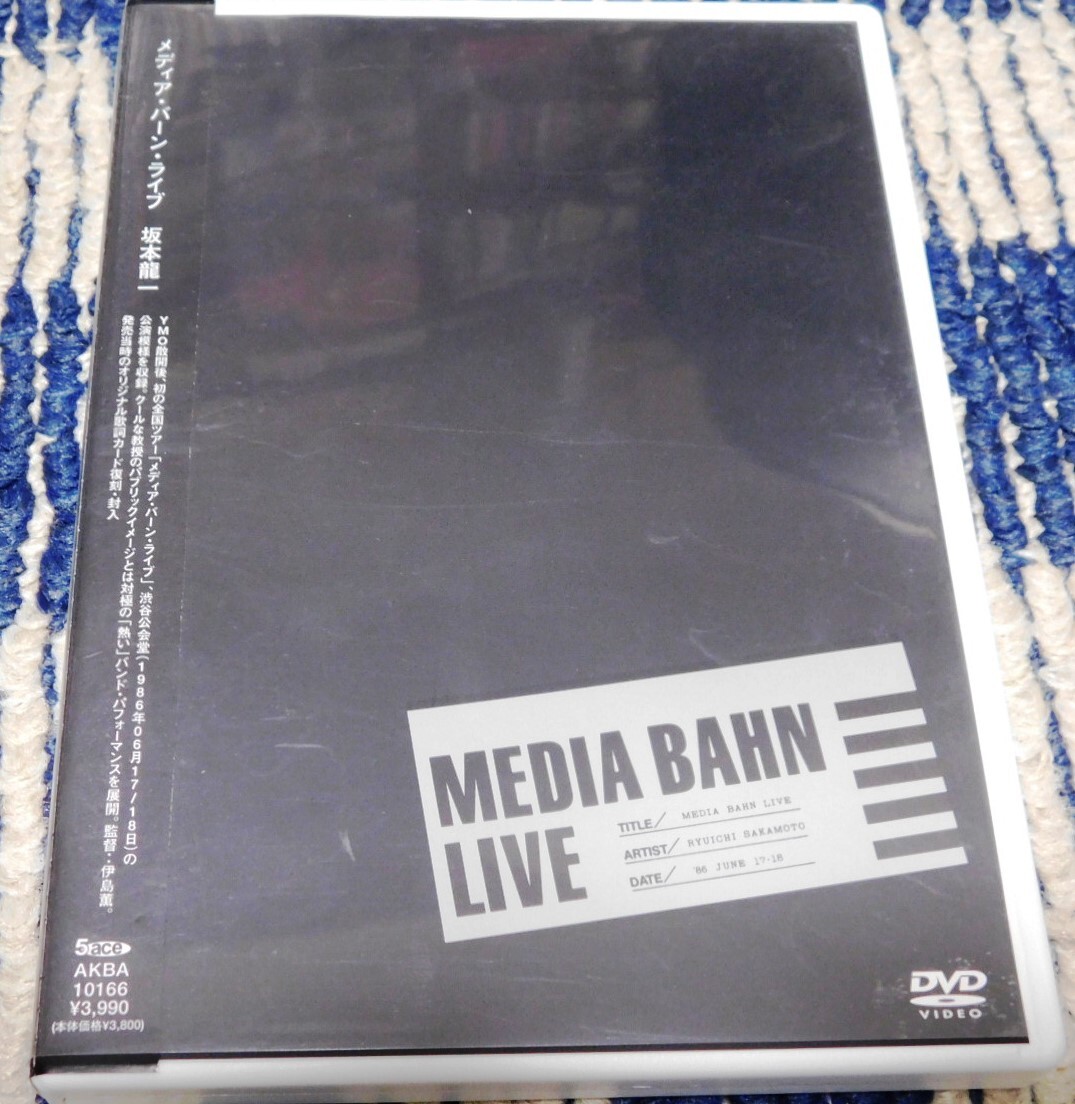 メディア・バーン・ライブ 坂本龍一
YMO散開後、初の全国ツアー「メディア・バーン・ライブ」、渋谷公会堂(1986年06月17/18日)の
公演模様を収録。クールな教授のパブリックイメージとは対極の「熱い」バンド・パフォーマンスを展開。監督:伊島薫。
発売当時のオリジナル歌詞カード復刻・封入
5ace
AKBA
10166
¥3,990
(本体価格¥3,800)
MEDIA BAHN
LIVE
TITLE/ MEDIA BAHN LIVE
ARTIST/ RYUICHI SAKAMOTO
DATE/ '86 JUNE 17-18
DVD
VIDEO